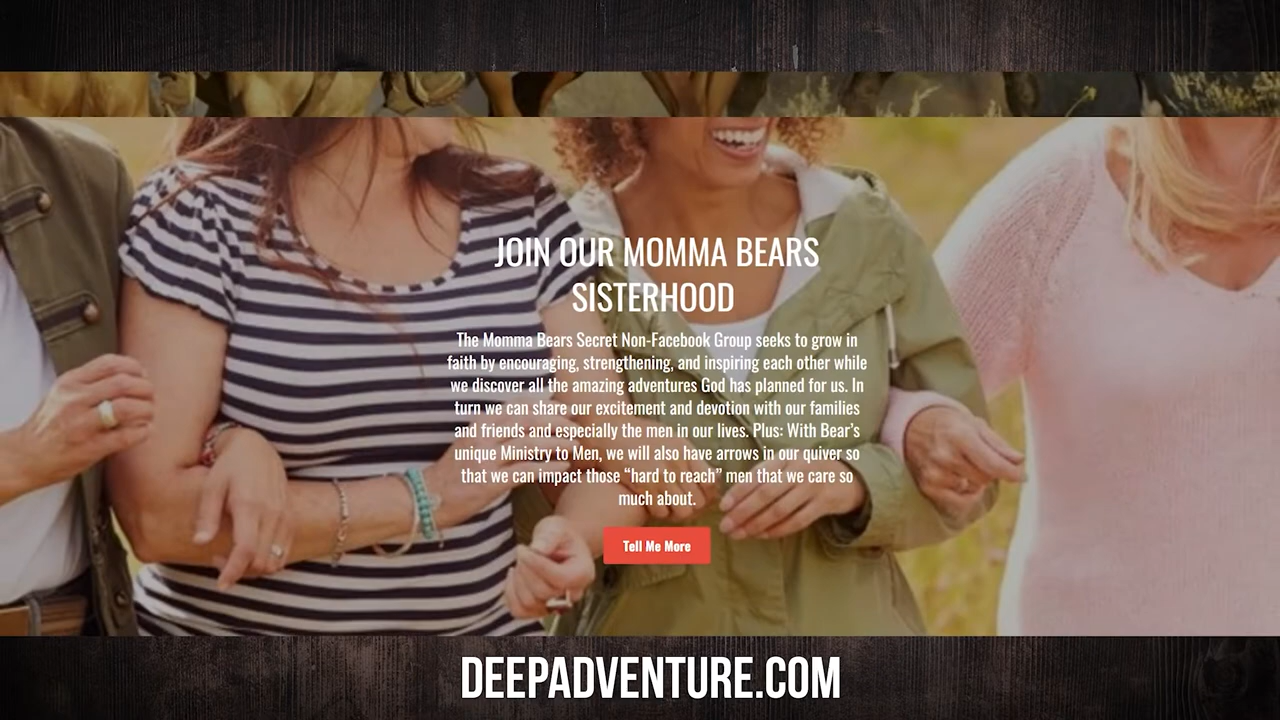 JOIN OUR MOMMA BEARS
SISTERHOOD
The Momma Bears Secret Non-Facebook Group seeks to grow in
faith by encouraging, strengthening, and inspiring each other while
we discover all the amazing adventures God has planned for us. In
turn we can share our excitement and devotion with our families
and friends and especially the men in our lives. Plus: With Bear’s
unique Ministry to Men, we will also have arrows in our quiver so
that we can impact those “hard to reach” men that we care so
much about.
Tell Me More
DEEPADVENTURE.COM